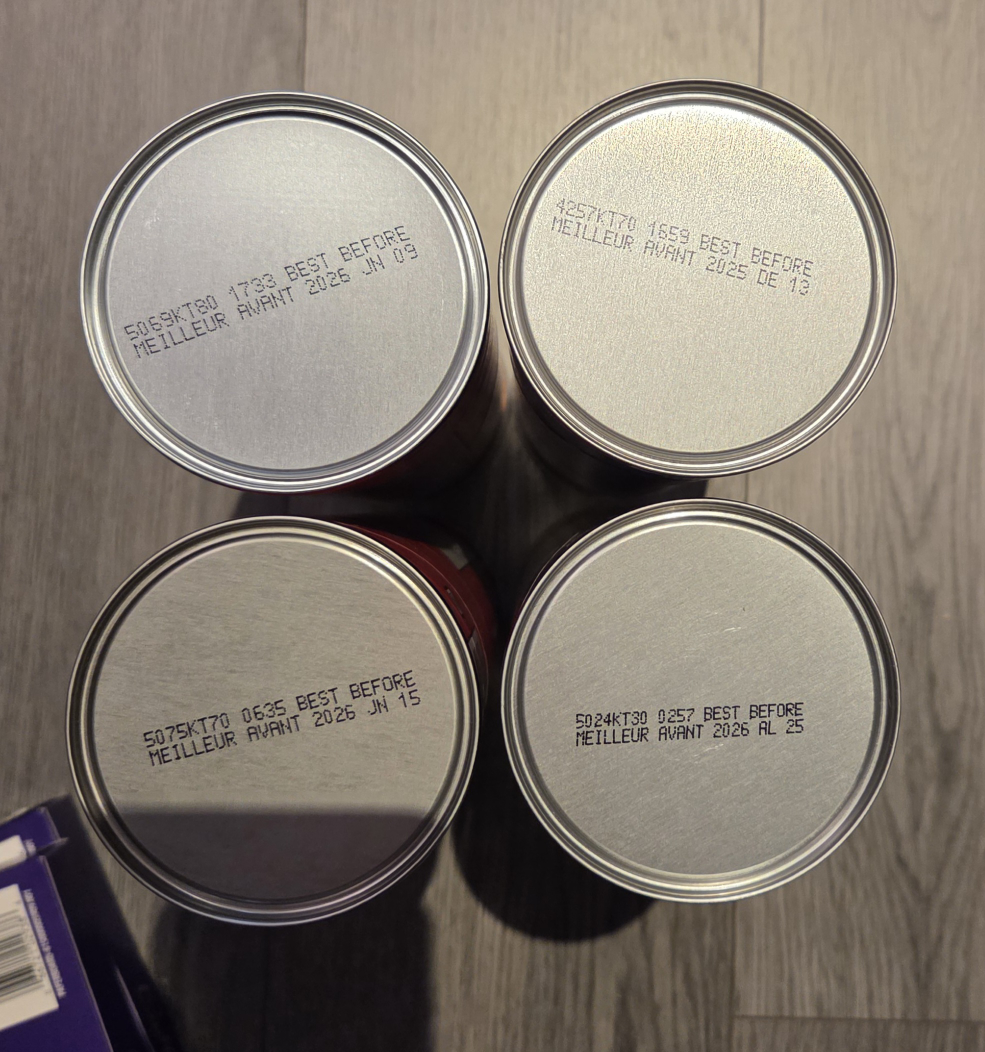 5069KT80 1733 BEST BEFORE
MEILLEUR AVANT 2026 JN 09
4257KT70 1659 BEST BEFORE
MEILLEUR AVANT 2025 DE 13
5075KT70 0635 BEST BEFORE
MEILLEUR AVANT 2026 JN 15
5024KT30 0257 BEST BEFORE
MEILLEUR AVANT 2026 AL 25